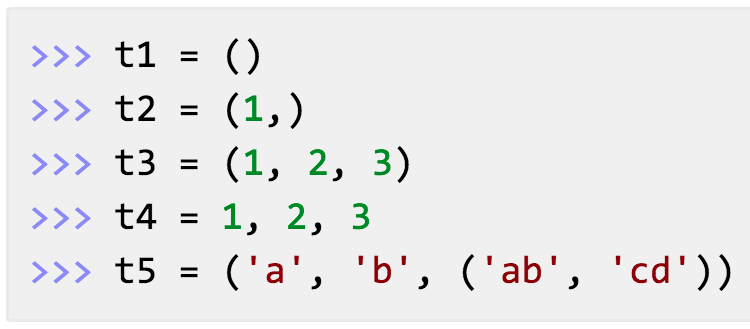 >>> t1 = ()
>>> t2 = (1,)
>>> t3 = (1, 2, 3)
>>> t4 = 1, 2, 3
>>> t5 = ('a', 'b', ('ab', 'cd'))